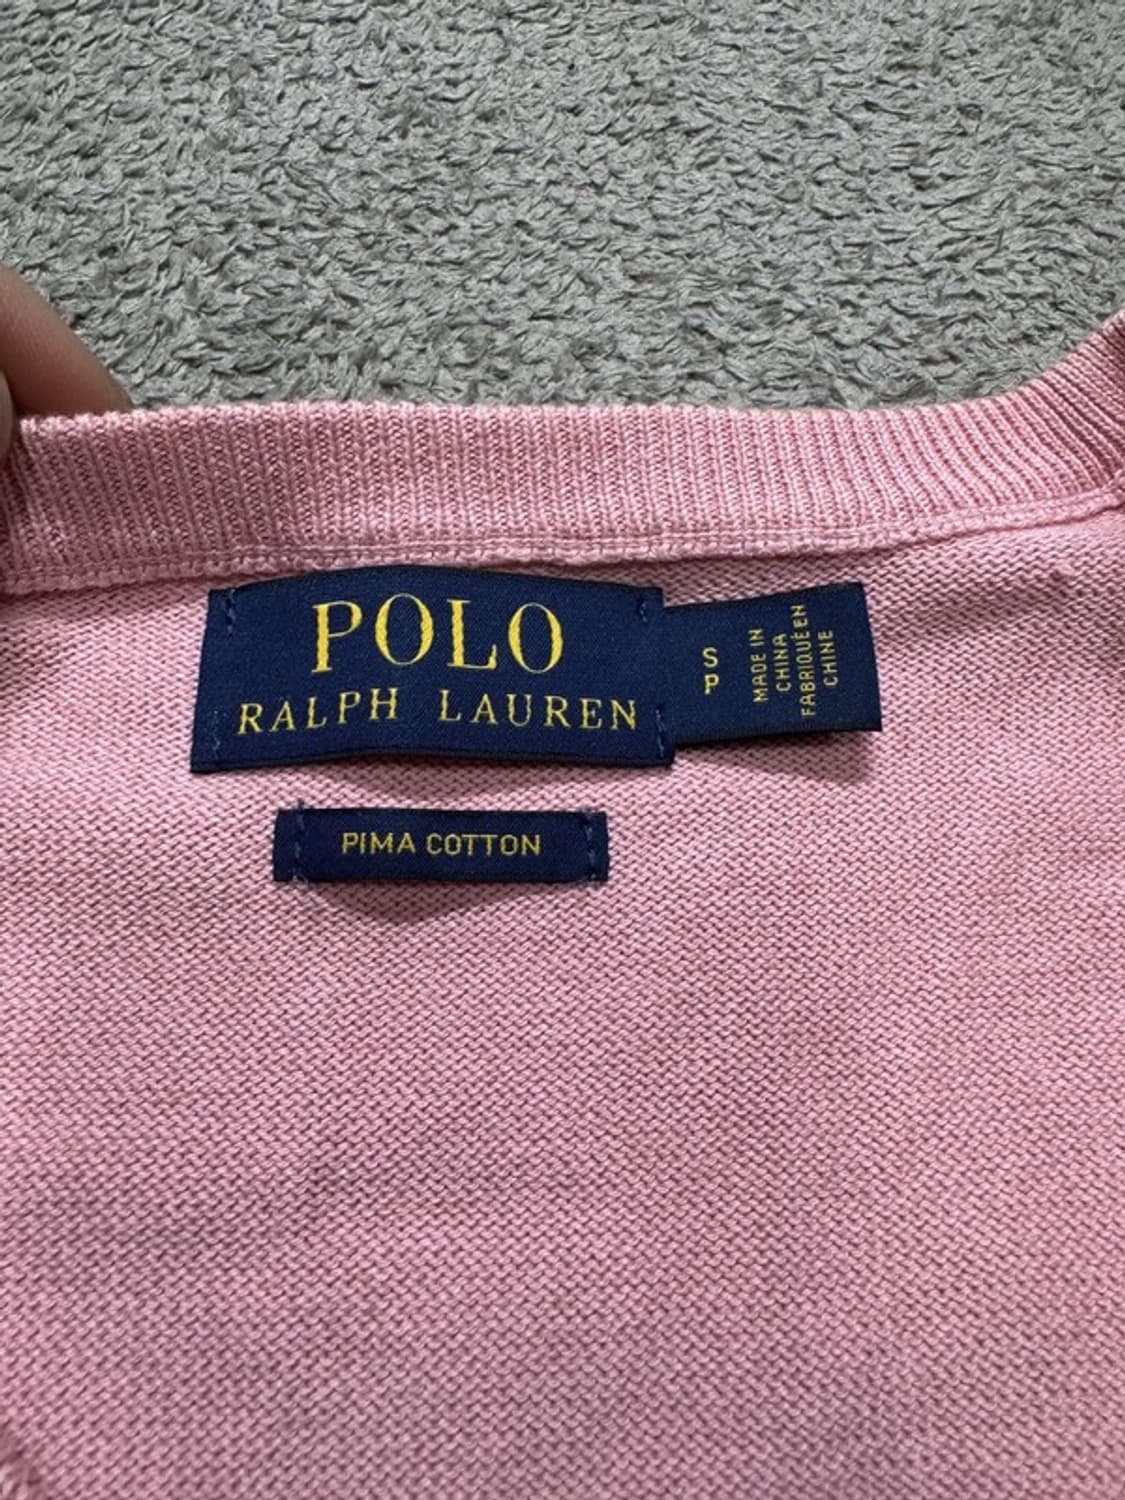 POLO
RALPH LAUREN
S
P
MADE IN
CHINA
FABRIQUÉ EN
CHINE
PIMA COTTON